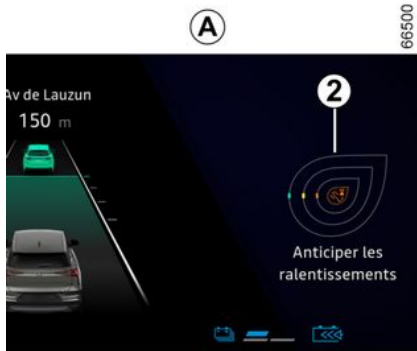 A
66500
Av de Lauzun
150 m
2
Anticiper les
ralentissements